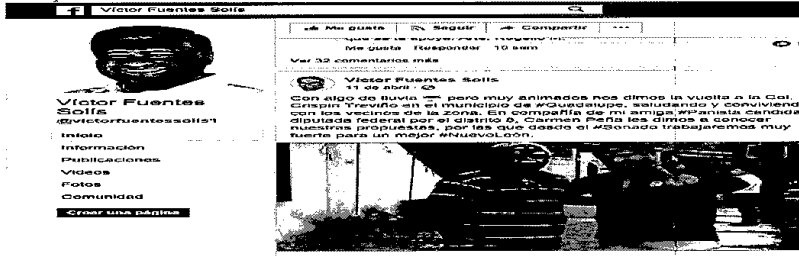 f Víctor Fuentes Solís
Me gusta Seguir Compartir ...
Me gusta Responder 10 sem
Ver 32 comentarios más
Víctor Fuentes Solís
11 de abril
Con algo de lluvia pero muy animados nos dimos la vuelta a la Col.
Crispín Treviño en el municipio de #Guadalupe, saludando y conviviend
con los vecinos de la zona. En compañía de mi amiga #Panista candida
diputada federal por el distrito 8, Carmen Peña les dimos a conocer
nuestras propuestas, por las que desde el #Senado trabajaremos muy
fuerte para un mejor #NuevoLeón.
Víctor Fuentes
Solís
@victorfuentessolis1
Inicio
Información
Publicaciones
Videos
Fotos
Comunidad
Crear una página